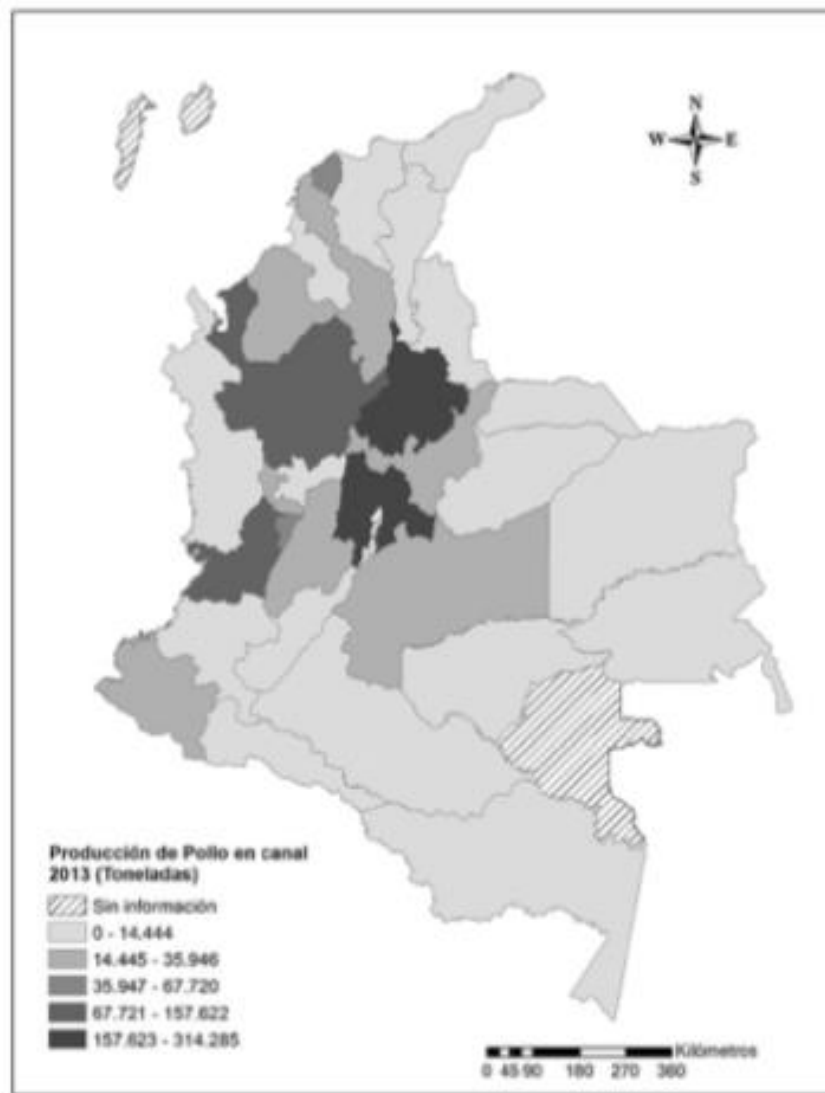 N
W E
S
Producción de Pollo en canal
2013 (Toneladas)
Sin información
0 - 14.444
14.445 - 35.946
35.947 - 67.720
67.721 - 157.622
157.623 - 314.285
Kilómetros
0 45 90 180 270 360